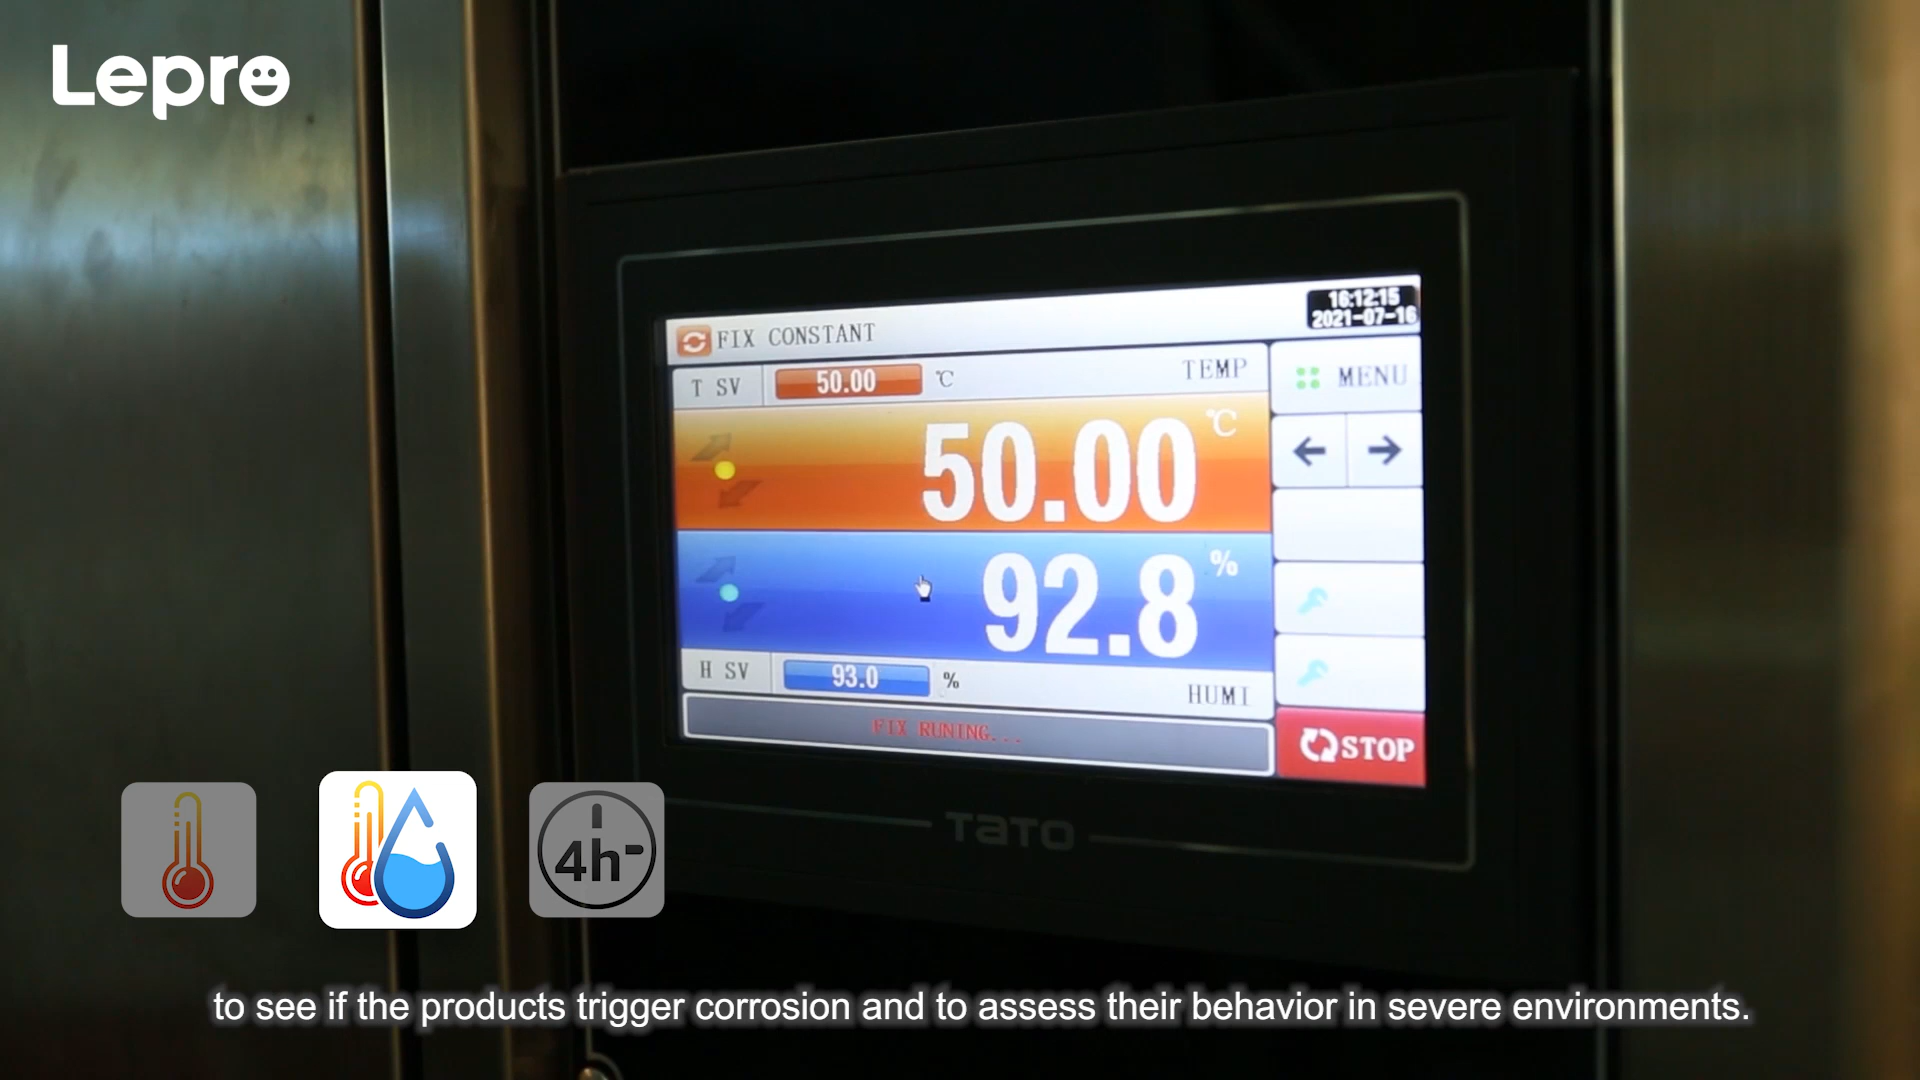 Lepro
16:12:15
2021-07-16
FIX CONSTANT
T SV 50.00 ℃ TEMP
MENU
50.00 ℃
92.8 %
H SV 93.0 % HUMI
FIX RUNING...
STOP
TATO
4h
to see if the products trigger corrosion and to assess their behavior in severe environments.